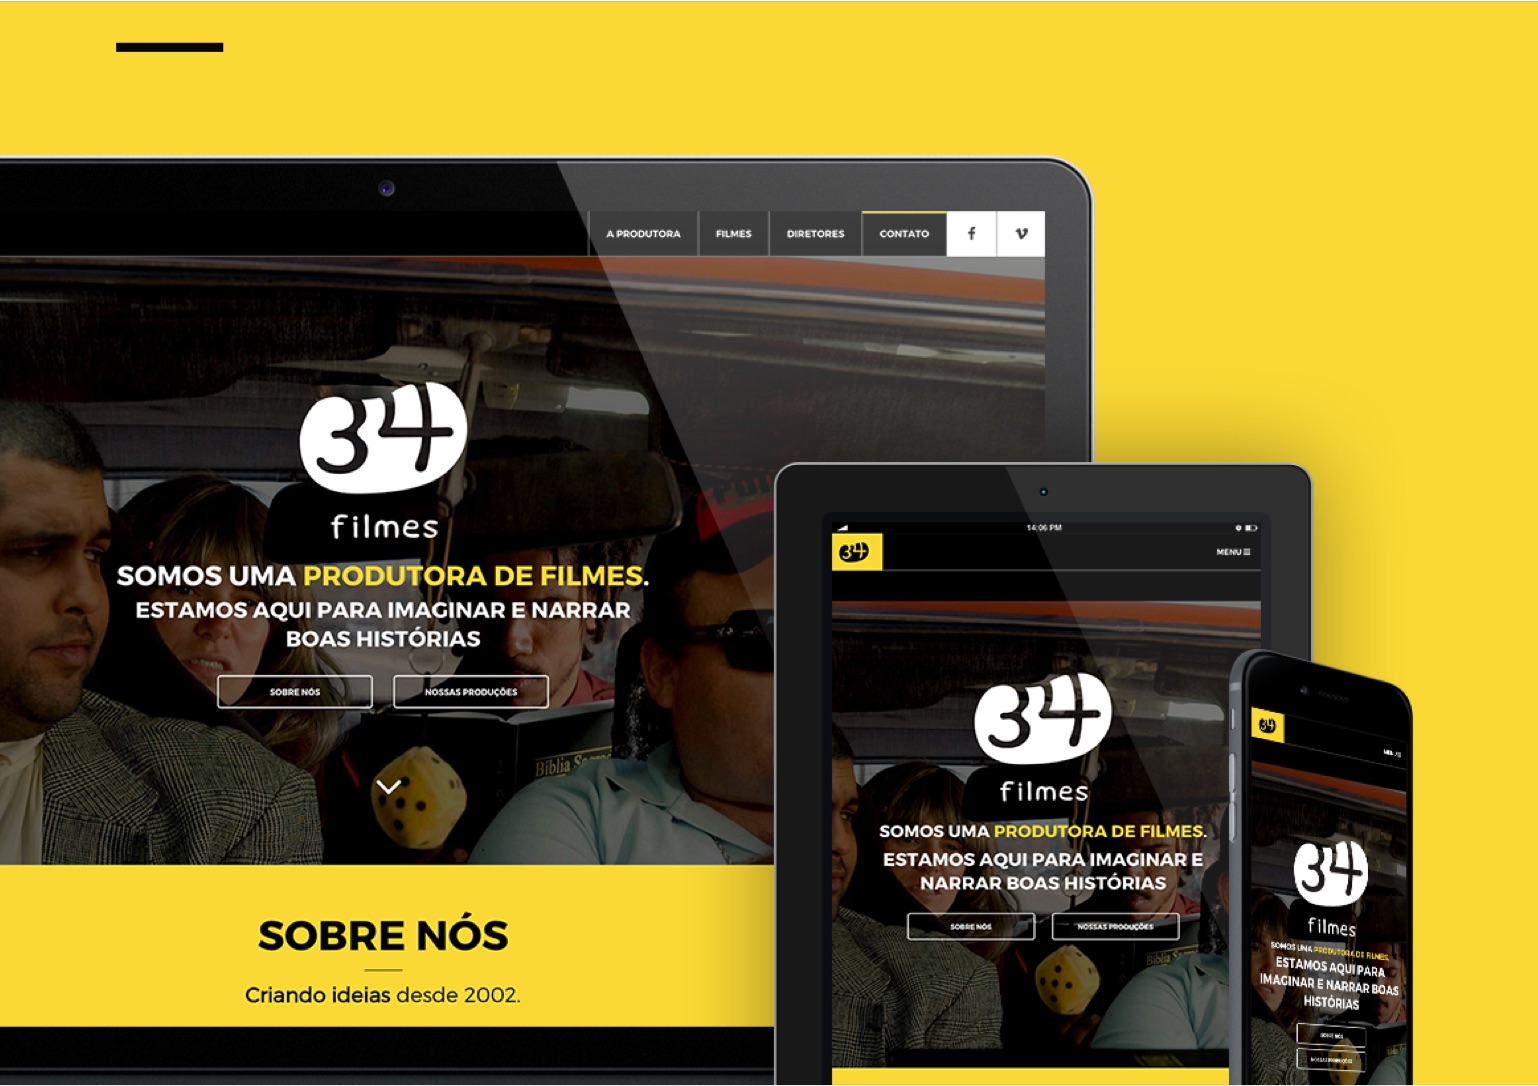 A PRODUTORA
FILMES
DIRETORES
CONTATO
34
filmes
SOMOS UMA PRODUTORA DE FILMES.
ESTAMOS AQUI PARA IMAGINAR E NARRAR
BOAS HISTÓRIAS
SOBRE NÓS
NOSSAS PRODUÇÕES
Bíblia
SOBRE NÓS
Criando ideias desde 2002.
14:06 PM
34
MENU
34
filmes
SOMOS UMA PRODUTORA DE FILMES.
ESTAMOS AQUI PARA IMAGINAR E
NARRAR BOAS HISTÓRIAS
SOBRE NÓS
NOSSAS PRODUÇÕES
Bíblia
34
MENU
34
filmes
SOMOS UMA PRODUTORA DE FILMES.
ESTAMOS AQUI PARA
IMAGINAR E NARRAR BOAS
HISTÓRIAS
SOBRE NÓS
NOSSAS PRODUÇÕES